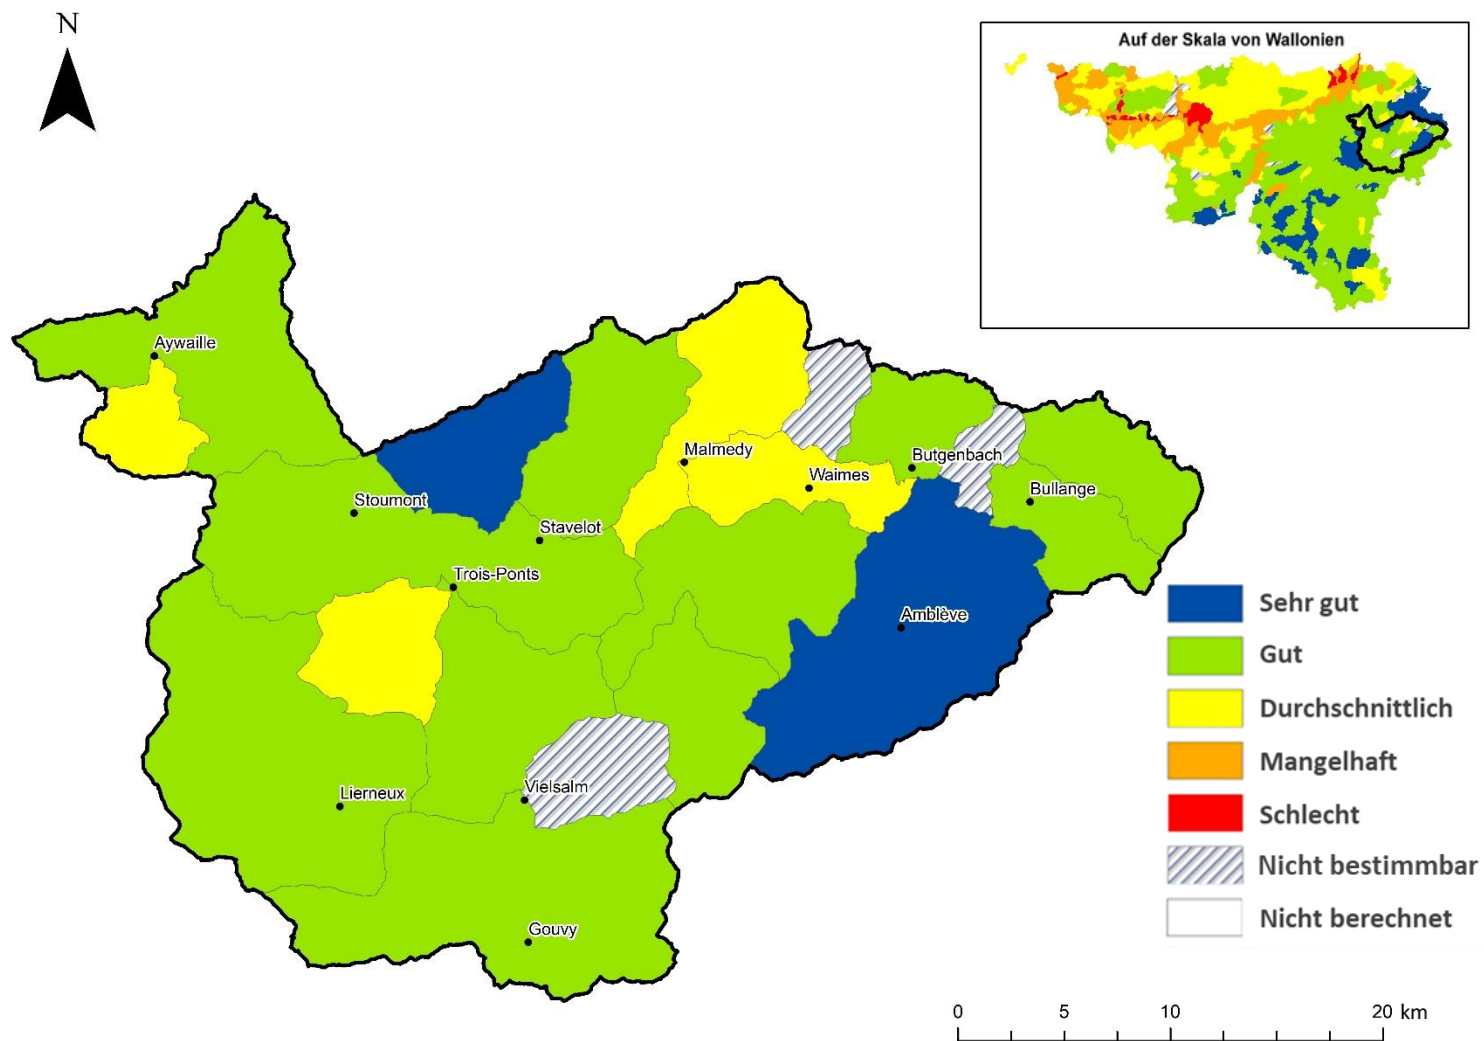 N
Auf der Skala von Wallonien
Aywaille
Malmedy
Butgenbach
Waimes
Bullange
Stoumont
Stavelot
Trois-Ponts
Amblève
Lierneux
Vielsalm
Gouvy
Sehr gut
Gut
Durchschnittlich
Mangelhaft
Schlecht
Nicht bestimmbar
Nicht berechnet
0 5 10 20 km